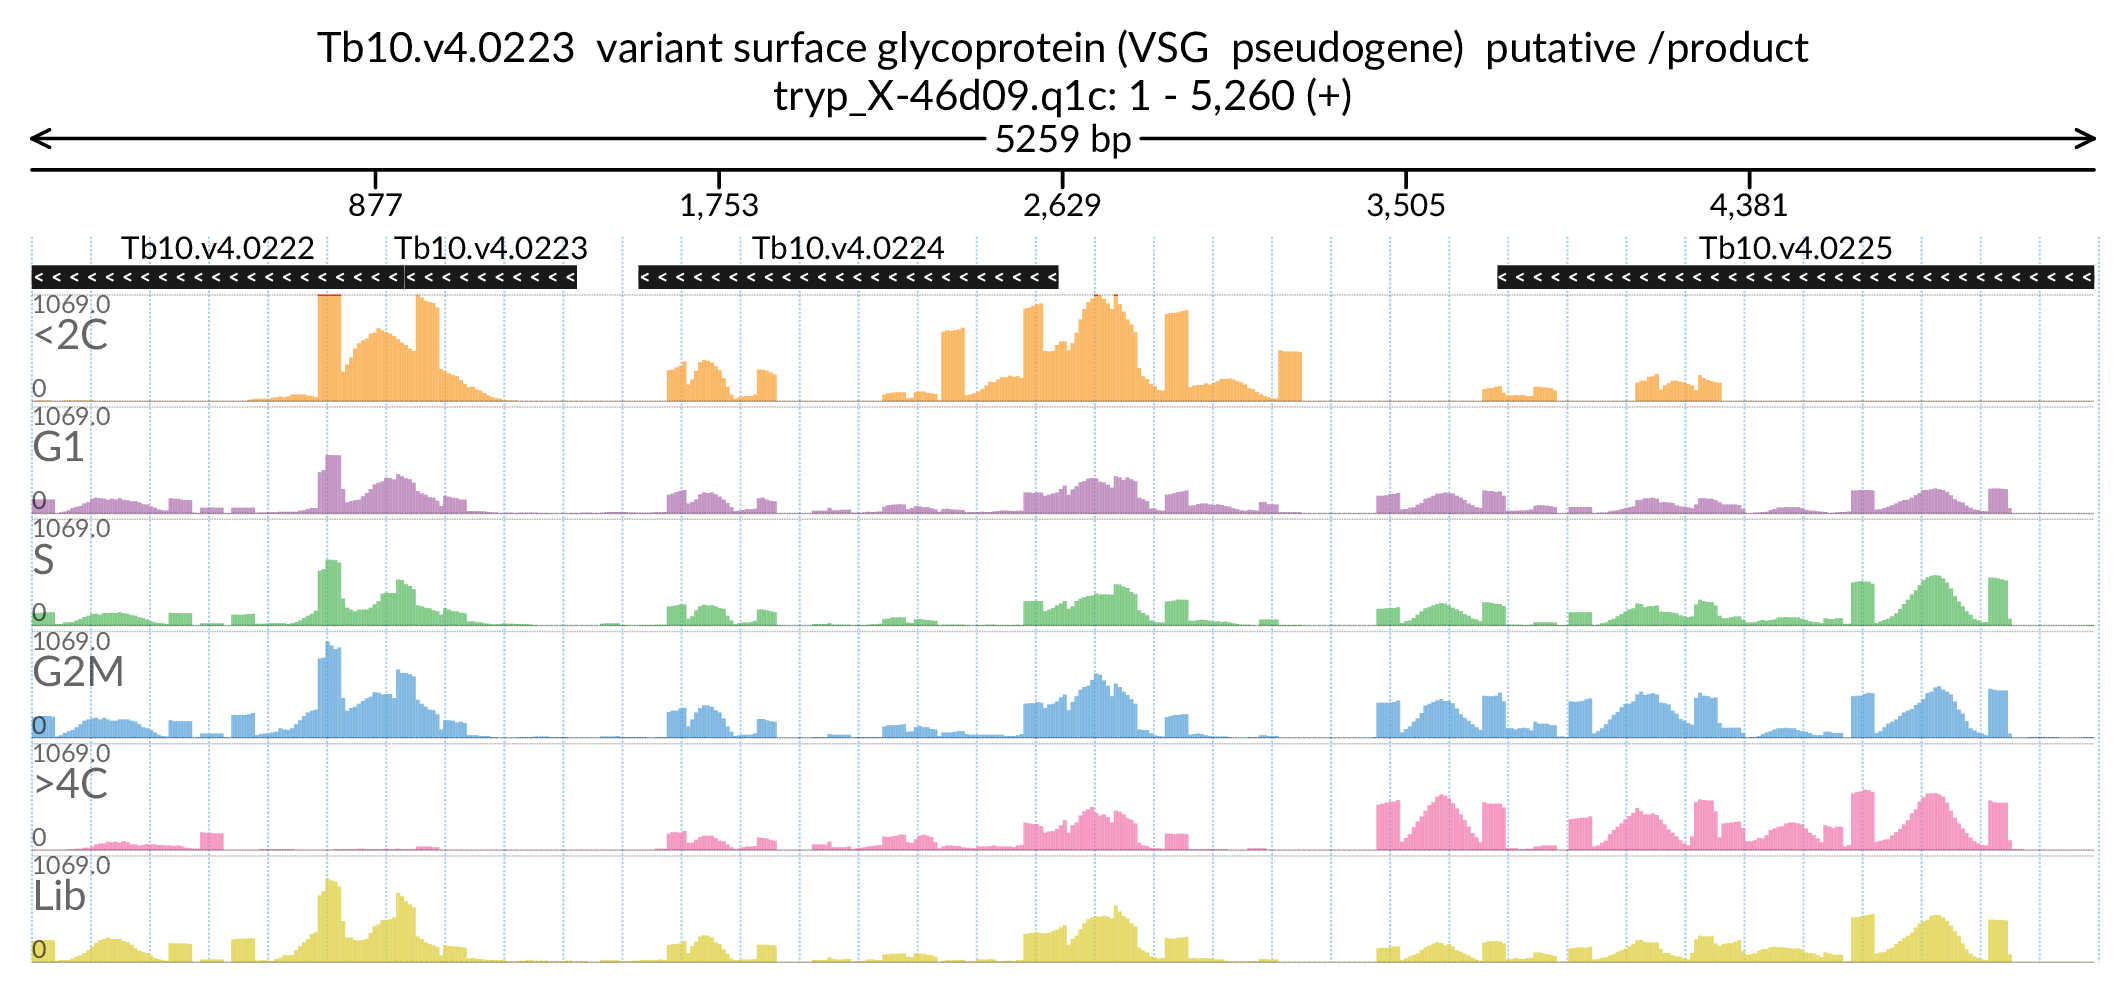 Tb10.v4.0223  variant surface glycoprotein (VSG  pseudogene)  putative /product
tryp_X-46d09.q1c: 1 - 5,260 (+)
5259 bp
877 1,753 2,629 3,505 4,381
Tb10.v4.0222 Tb10.v4.0223 Tb10.v4.0224 Tb10.v4.0225
1069.0
<2C
0
1069.0
G1
0
1069.0
S
0
1069.0
G2M
0
1069.0
>4C
0
1069.0
Lib
0